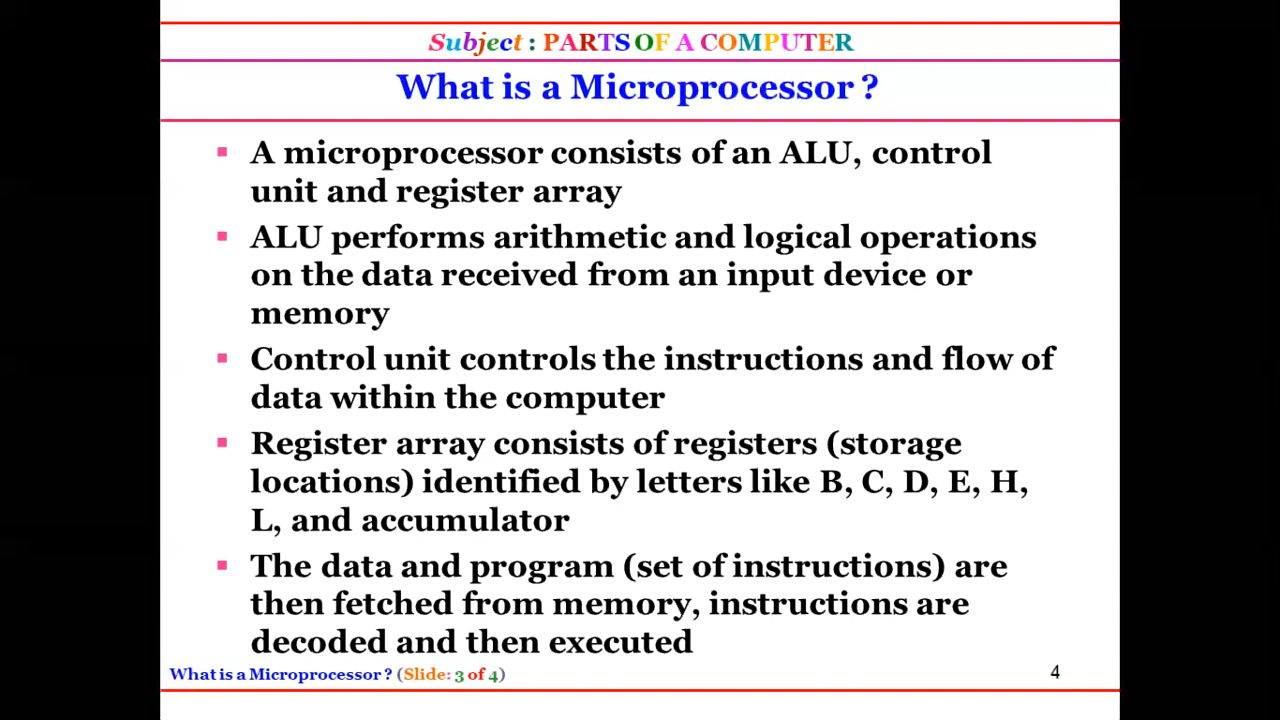 Subject : PARTS OF A COMPUTER
What is a Microprocessor ?
▪ A microprocessor consists of an ALU, control
unit and register array
▪ ALU performs arithmetic and logical operations
on the data received from an input device or
memory
▪ Control unit controls the instructions and flow of
data within the computer
▪ Register array consists of registers (storage
locations) identified by letters like B, C, D, E, H,
L, and accumulator
▪ The data and program (set of instructions) are
then fetched from memory, instructions are
decoded and then executed
What is a Microprocessor ? (Slide: 3 of 4)
4